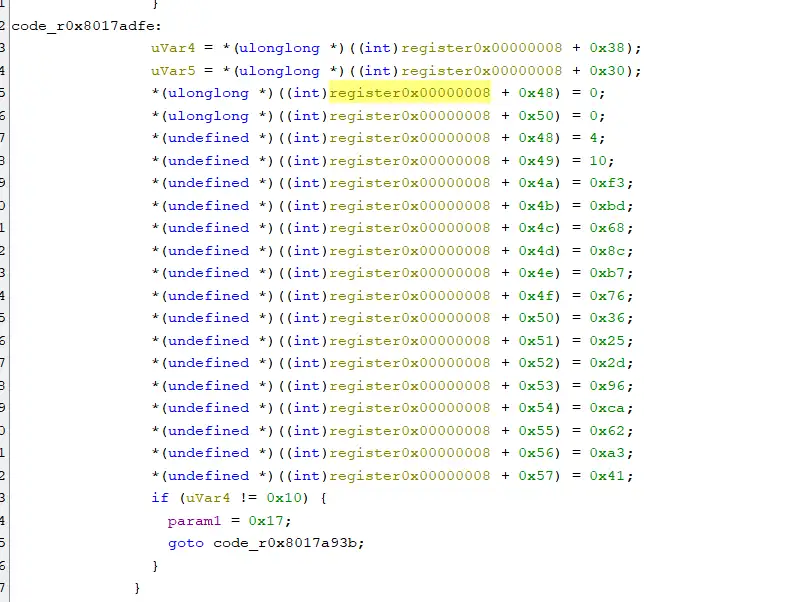 1 }
2 code_r0x8017adfe:
3 uVar4 = *(ulonglong *)((int)register0x00000008 + 0x38);
4 uVar5 = *(ulonglong *)((int)register0x00000008 + 0x30);
5 *(ulonglong *)((int)register0x00000008 + 0x48) = 0;
6 *(ulonglong *)((int)register0x00000008 + 0x50) = 0;
7 *(undefined *)((int)register0x00000008 + 0x48) = 4;
8 *(undefined *)((int)register0x00000008 + 0x49) = 10;
9 *(undefined *)((int)register0x00000008 + 0x4a) = 0xf3;
0 *(undefined *)((int)register0x00000008 + 0x4b) = 0xbd;
1 *(undefined *)((int)register0x00000008 + 0x4c) = 0x68;
2 *(undefined *)((int)register0x00000008 + 0x4d) = 0x8c;
3 *(undefined *)((int)register0x00000008 + 0x4e) = 0xb7;
4 *(undefined *)((int)register0x00000008 + 0x4f) = 0x76;
5 *(undefined *)((int)register0x00000008 + 0x50) = 0x36;
6 *(undefined *)((int)register0x00000008 + 0x51) = 0x25;
7 *(undefined *)((int)register0x00000008 + 0x52) = 0x2d;
8 *(undefined *)((int)register0x00000008 + 0x53) = 0x96;
9 *(undefined *)((int)register0x00000008 + 0x54) = 0xca;
0 *(undefined *)((int)register0x00000008 + 0x55) = 0x62;
1 *(undefined *)((int)register0x00000008 + 0x56) = 0xa3;
2 *(undefined *)((int)register0x00000008 + 0x57) = 0x41;
3 if (uVar4 != 0x10) {
4 param1 = 0x17;
5 goto code_r0x8017a93b;
6 }
7 }